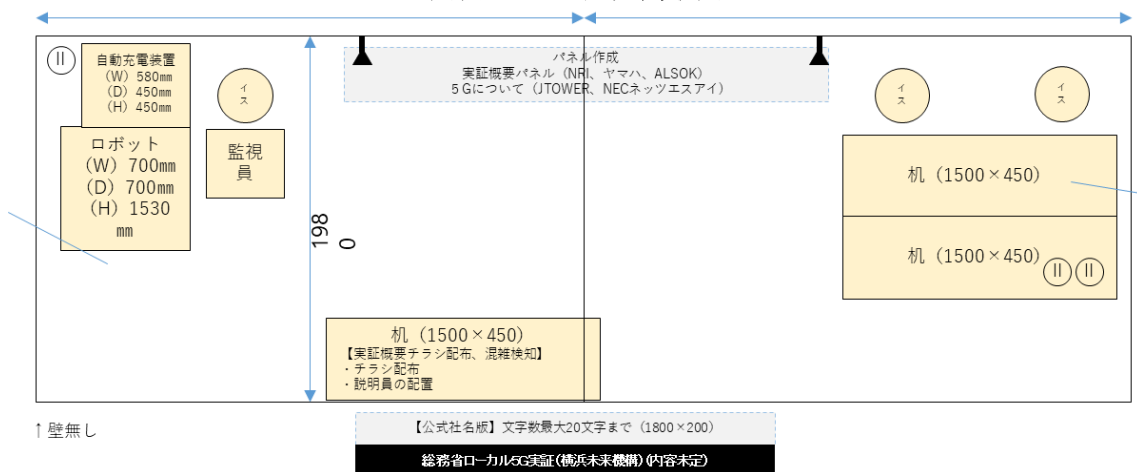 自動充電装置
(W) 580㎜
(D) 450㎜
(H) 450㎜
イス
パネル作成
実証概要パネル（NRI、ヤマハ、ALSOK）
５Gについて（JTOWER、NECネッツエスアイ）
イス
イス
ロボット
(W) 700㎜
(D) 700㎜
(H) 1530
㎜
監視
員
机（1500×450）
198
0
机（1500×450）
机（1500×450）
【実証概要チラシ配布、混雑検知】
・チラシ配布
・説明員の配置
↑壁無し
【公式社名版】文字数最大20文字まで（1800×200）
総務省ローカル5G実証(横浜未来機構)(内容未定)